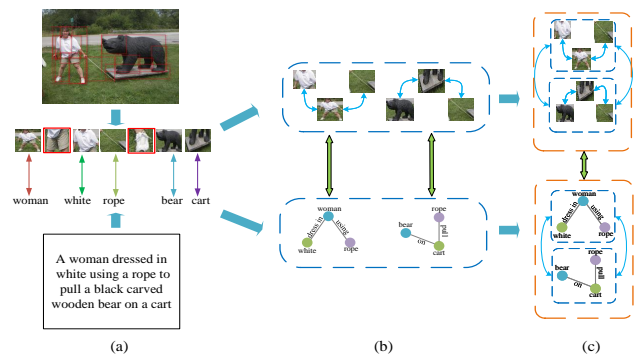 woman white rope bear cart
A woman dressed in
white using a rope to
pull a black carved
wooden bear on a cart
(a)
woman
dress in
using
white
rope
rope
bear
pull
on
cart
(b)
woman
dress in
using
white
rope
rope
bear
pull
on
cart
(c)